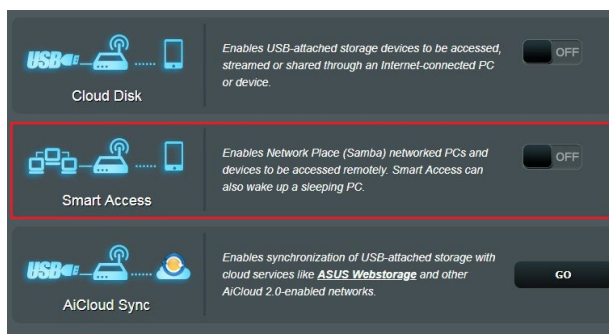 USB
Cloud Disk
Enables USB-attached storage devices to be accessed,
streamed or shared through an Internet-connected PC
or device.
OFF
Smart Access
Enables Network Place (Samba) networked PCs and
devices to be accessed remotely. Smart Access can
also wake up a sleeping PC.
OFF
USB
AiCloud Sync
Enables synchronization of USB-attached storage with
cloud services like ASUS Webstorage and other
AiCloud 2.0-enabled networks.
GO